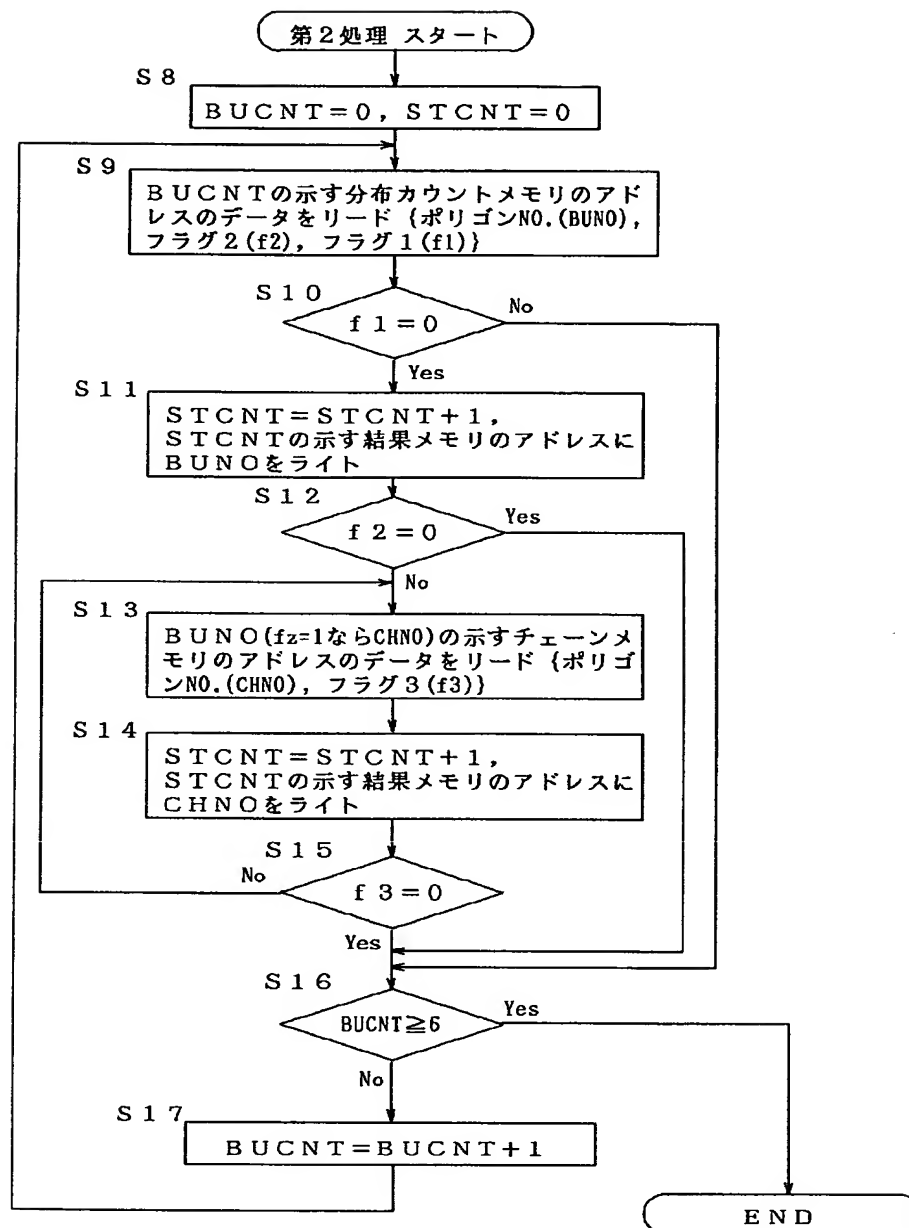 第2処理 スタート
S8
BUCNT=0, STCNT=0
S9
BUCNTの示す分布カウントメモリのアド
レスのデータをリード {ポリゴンNO.(BUNO),
フラグ2(f2), フラグ1(f1)}
S10
No
f1=0
Yes
S11
STCNT=STCNT+1,
STCNTの示す結果メモリのアドレスに
BUNOをライト
S12
Yes
f2=0
No
S13
BUNO(fz=1ならCHNO)の示すチェーンメ
モリのアドレスのデータをリード {ポリゴ
ンNO.(CHNO), フラグ3(f3)}
S14
STCNT=STCNT+1,
STCNTの示す結果メモリのアドレスに
CHNOをライト
S15
No
f3=0
Yes
S16
Yes
BUCNT≧6
No
S17
BUCNT=BUCNT+1
END